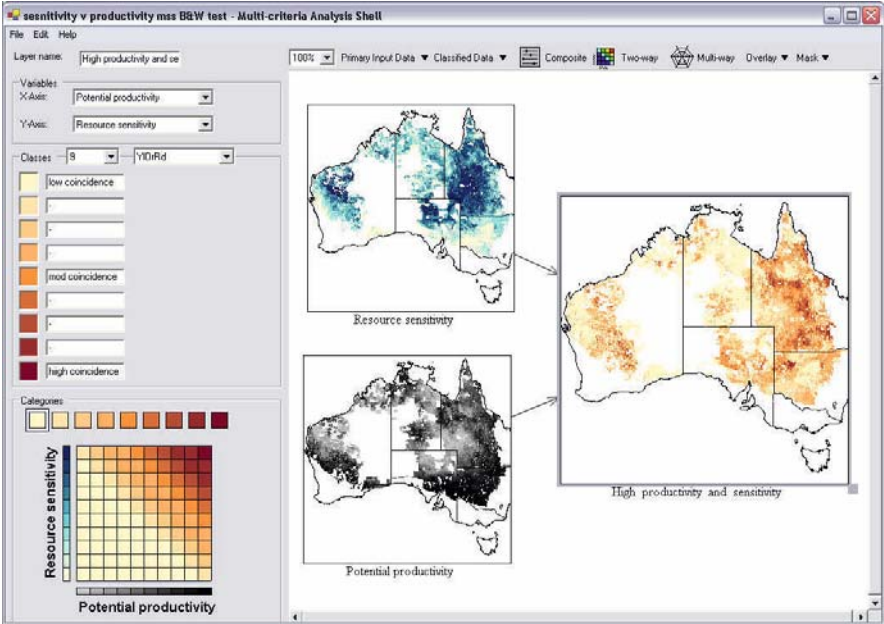 sesnitivity v productivity mss B&W test - Multi-criteria Analysis Shell
File Edit Help
Layer name: High productivity and se
100% Primary Input Data Classified Data Composite Two-way Multi-way Overlay Mask
Variables
X-Axis: Potential productivity
Y-Axis: Resource sensitivity
Classes 9 YlOrRd
low coincidence
-
-
-
mod coincidence
-
-
-
high coincidence
Categories
Resource sensitivity
Potential productivity
Resource sensitivity
Potential productivity
High productivity and sensitivity